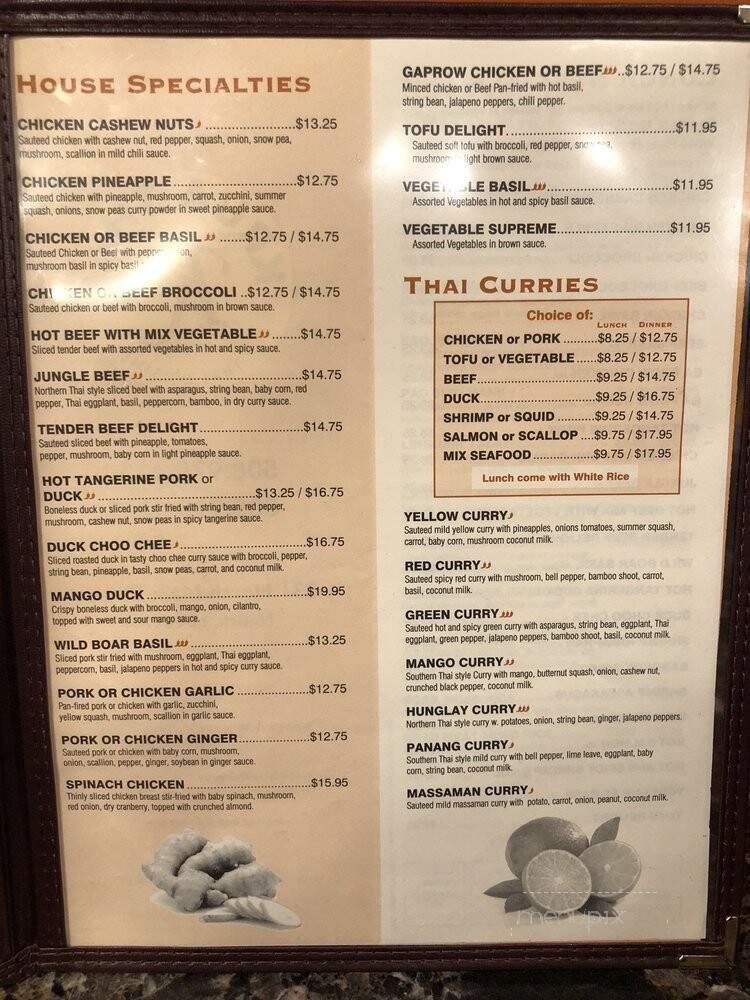 HOUSE SPECIALTIES
CHICKEN CASHEW NUTS ........................$13.25
Sauteed chicken with cashew nut, red pepper, squash, onion, snow pea,
mushroom, scallion in mild chili sauce.
CHICKEN PINEAPPLE..............................$12.75
Sauteed chicken with pineapple, mushroom, carrot, zucchini, summer
squash, onions, snow peas curry powder in sweet pineapple sauce.
CHICKEN OR BEEF BASIL .......$12.75 / $14.75
Sauteed Chicken or Beef with
mushroom basil in spicy
BEEF BROCCOLI ..$12.75 / $14.75
Sauteed chicken or beef with broccoli, mushroom in brown sauce.
HOT BEEF WITH MIX VEGETABLE .......$14.75
Sliced tender beef with assorted vegetables in hot and spicy sauce.
JUNGLE BEEF ........................................$14.75
Northern Thai style sliced beef with asparagus, string bean, baby corn, red
pepper, Thai eggplant, basil, peppercorn, bamboo, in dry curry sauce.
TENDER BEEF DELIGHT.........................$14.75
Sauteed sliced beef with pineapple, tomatoes,
pepper, mushroom, baby corn in light pineapple sauce.
HOT TANGERINE PORK or
DUCK .........................................$13.25 / $16.75
Boneless duck or sliced pork stir fried with string bean, red pepper,
mushroom, cashew nut, snow peas in spicy tangerine sauce.
DUCK CHOO CHEE ...............................$16.75
Sliced roasted duck in tasty choo chee curry sauce with broccoli, pepper,
string bean, pineapple, basil, snow peas, carrot, and coconut milk.
MANGO DUCK.......................................$19.95
Crispy boneless duck with broccoli, mango, onion, cilantro,
topped with sweet and sour mango sauce.
WILD BOAR BASIL .............................$13.25
Sliced pork stir fried with mushroom, eggplant, Thai eggplant,
peppercorn, basil, jalapeno peppers in hot and spicy curry sauce.
PORK OR CHICKEN GARLIC .................$12.75
Pan-fired pork or chicken with garlic, zucchini,
yellow squash, mushroom, scallion in garlic sauce.
PORK OR CHICKEN GINGER.................$12.75
Sauteed pork or chicken with baby corn, mushroom,
onion, scallion, pepper, ginger, soybean in ginger sauce.
SPINACH CHICKEN ..............................$15.95
Thinly sliced chicken breast stir-fried with baby spinach, mushroom,
red onion, dry cranberry, topped with crunched almond.
GAPROW CHICKEN OR BEEF ..$12.75 / $14.75
Minced chicken or Beef Pan-fried with hot basil,
string bean, jalapeno peppers, chili pepper.
TOFU DELIGHT........................................$11.95
Sauteed soft tofu with broccoli, red pepper,
mushroom light brown sauce.
BASIL ..............................$11.95
Assorted Vegetables in hot and spicy basil sauce.
VEGETABLE SUPREME...........................$11.95
Assorted Vegetables in brown sauce.
THAI CURRIES
Choice of:
LUNCH DINNER
CHICKEN or PORK .........$8.25 / $12.75
TOFU or VEGETABLE .....$8.25 / $12.75
BEEF...............................$9.25 / $14.75
DUCK..............................$9.25 / $16.75
SHRIMP or SQUID ..........$9.25 / $14.75
SALMON or SCALLOP ....$9.75 / $17.95
MIX SEAFOOD................$9.75 / $17.95
Lunch come with White Rice
YELLOW CURRY
Sauteed mild yellow curry with pineapples, onions tomatoes, summer squash,
carrot, baby corn, mushroom coconut milk.
RED CURRY
Sauteed spicy red curry with mushroom, bell pepper, bamboo shoot, carrot,
basil, coconut milk.
GREEN CURRY
Sauteed hot and spicy green curry with asparagus, string bean, eggplant, Thai
eggplant, green pepper, jalapeno peppers, bamboo shoot, basil, coconut milk.
MANGO CURRY
Southern Thai style Curry with mango, butternut squash, onion, cashew nut,
crunched black pepper, coconut milk.
HUNGLAY CURRY
Northern Thai style curry w. potatoes, onion, string bean, ginger, jalapeno peppers.
PANANG CURRY
Southern Thai style mild curry with bell pepper, lime leave, eggplant, baby
corn, string bean, coconut milk.
MASSAMAN CURRY
Sauteed mild massaman curry with potato, carrot, onion, peanut, coconut milk.